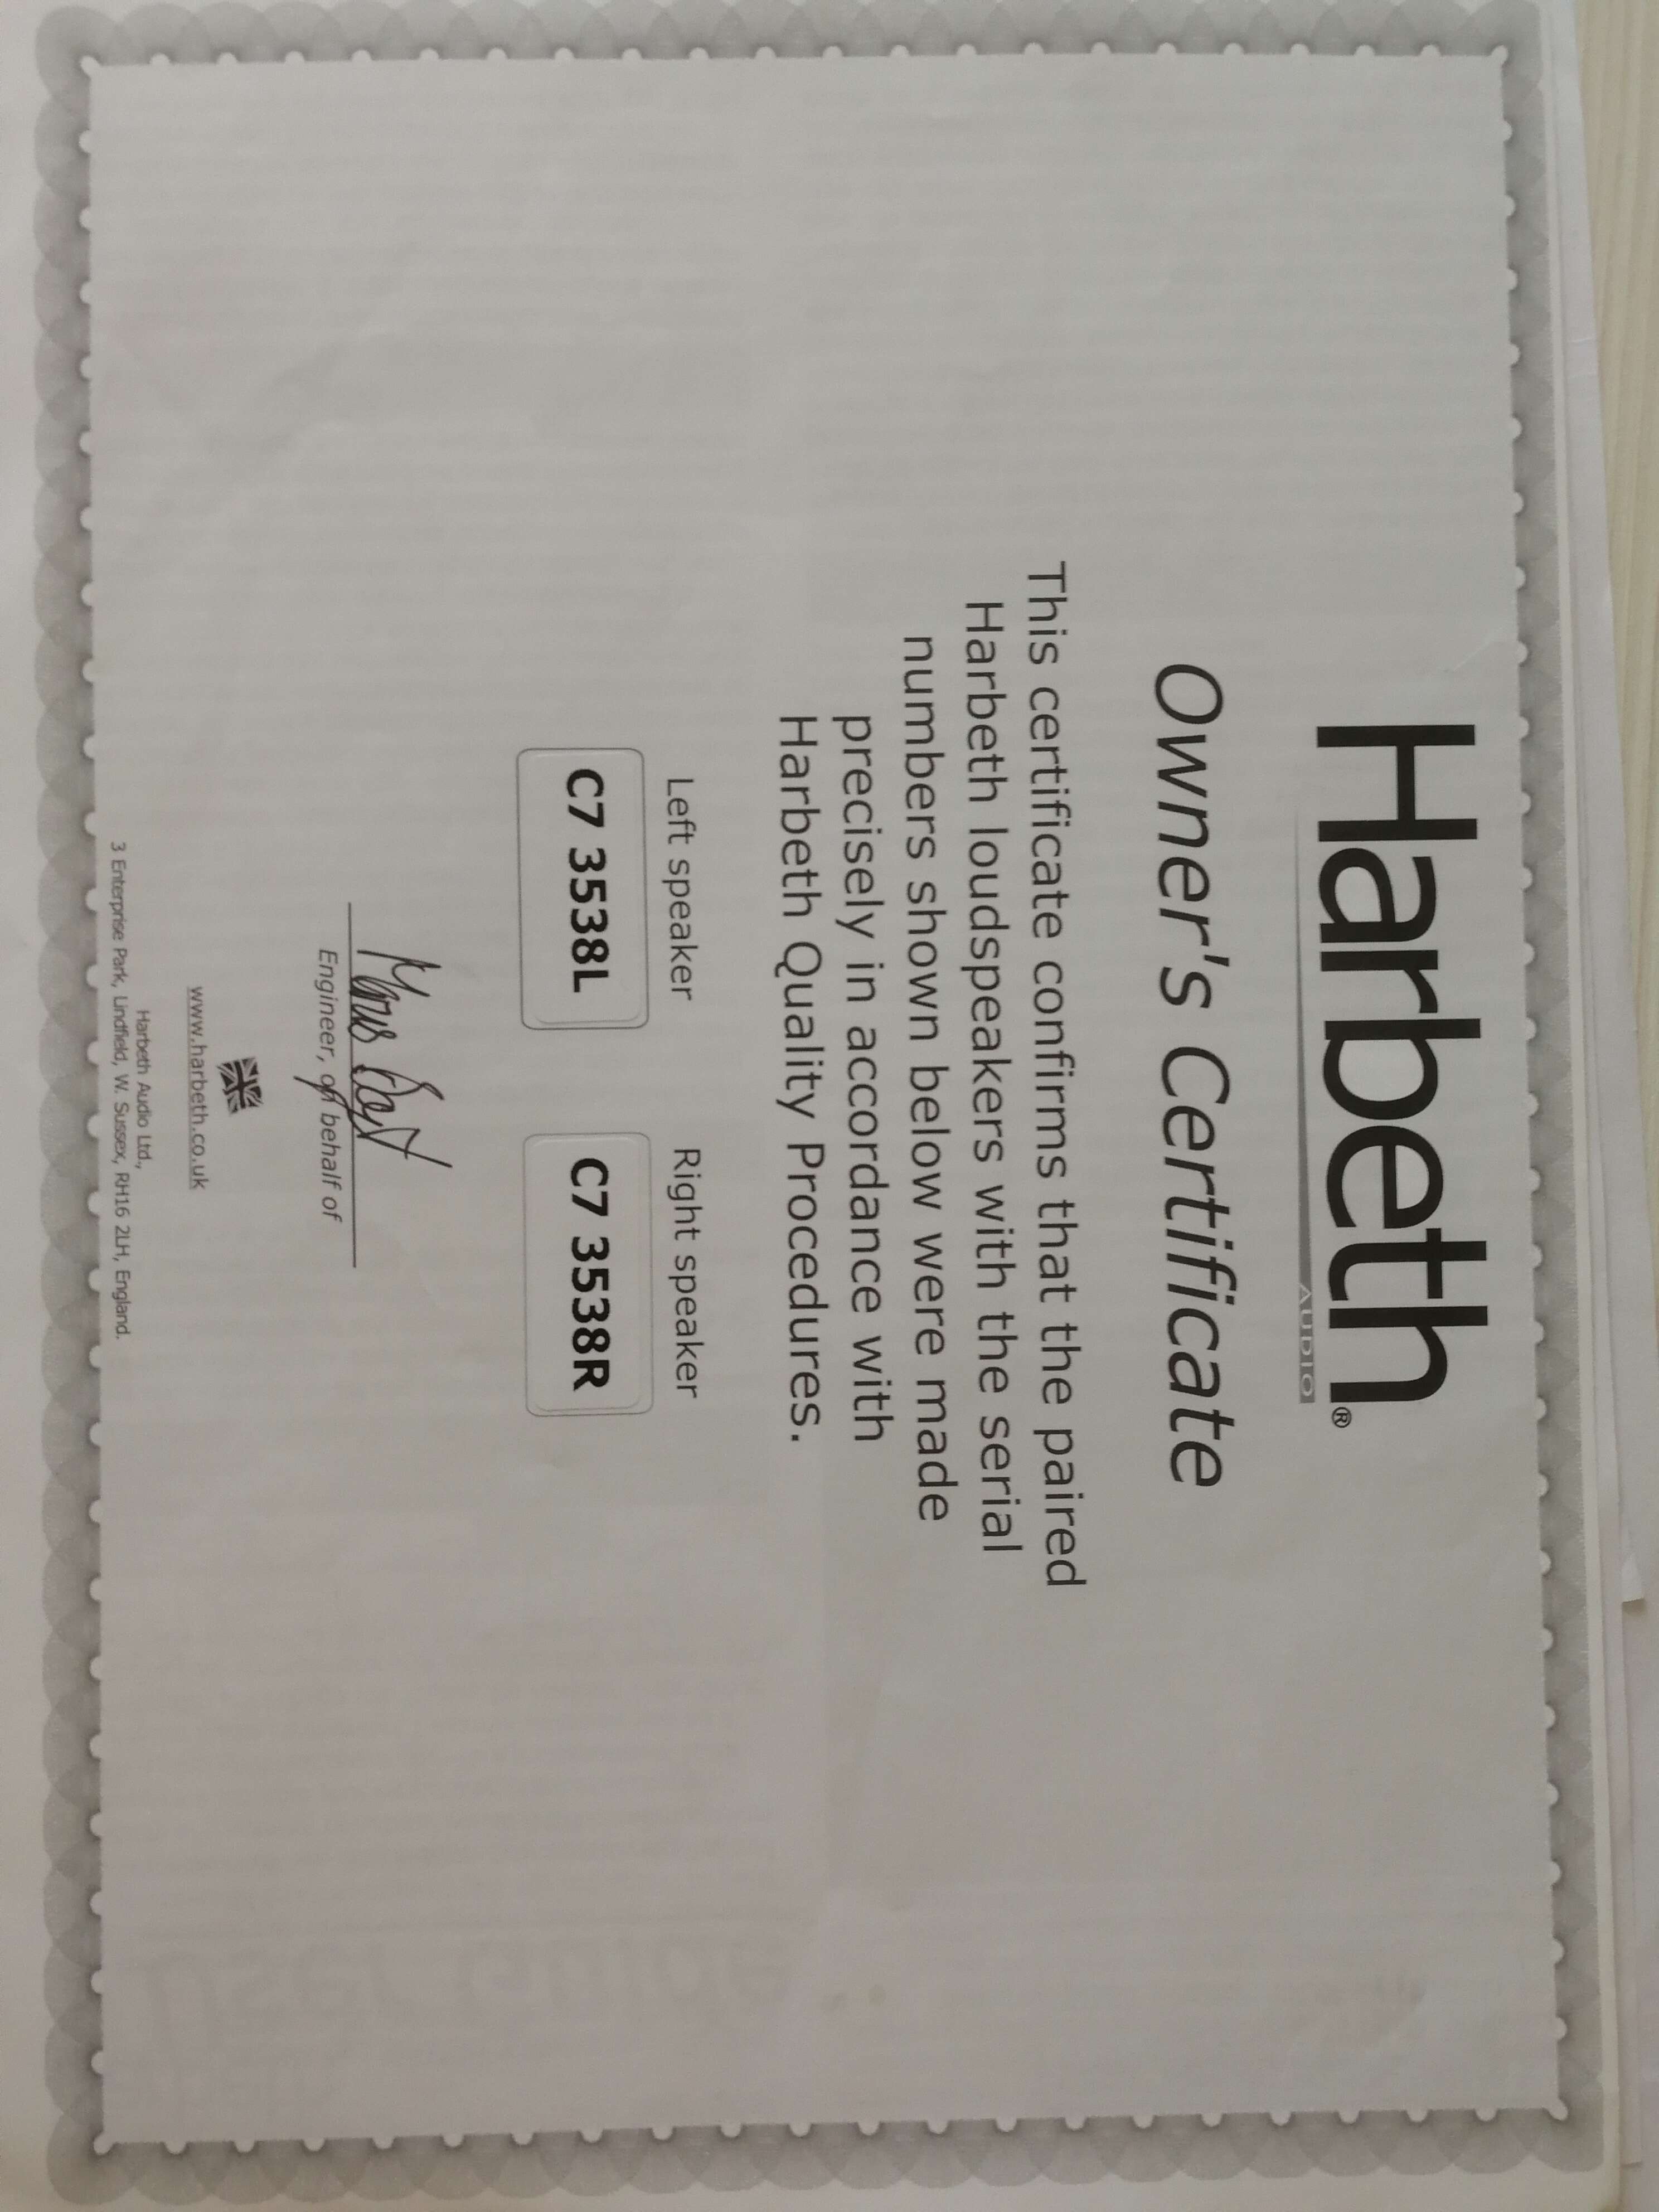 Harbeth®
AUDIO
Owner's Certificate
This certificate confirms that the paired
Harbeth loudspeakers with the serial
numbers shown below were made
precisely in accordance with
Harbeth Quality Procedures.
Left speaker Right speaker
C7 3538L C7 3538R
Engineer, on behalf of
www.harbeth.co.uk
Harbeth Audio Ltd.,
3 Enterprise Park, Lindfield, W. Sussex, RH16 2LH, England.
User Guide